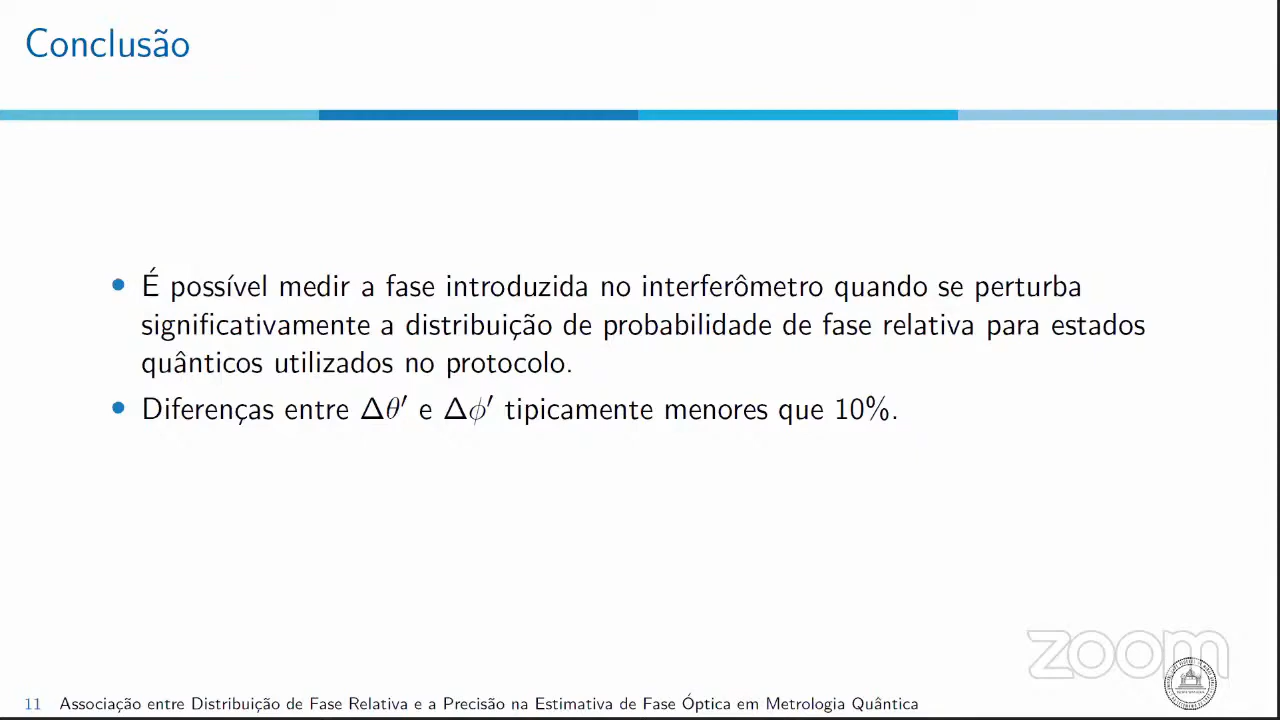 Conclusão
• É possível medir a fase introduzida no interferômetro quando se perturba
significativamente a distribuição de probabilidade de fase relativa para estados
quânticos utilizados no protocolo.
• Diferenças entre Δθ′ e Δϕ′ tipicamente menores que 10%.
zoom
11 Associação entre Distribuição de Fase Relativa e a Precisão na Estimativa de Fase Óptica em Metrologia Quântica